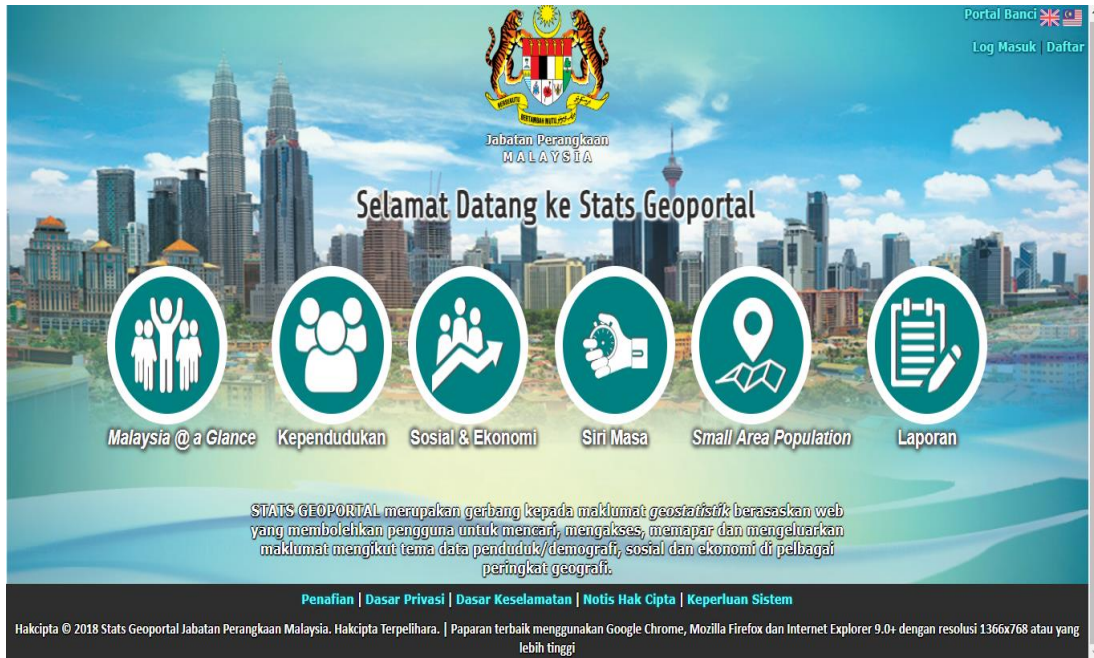 Portal Banci
Log Masuk | Daftar
Jabatan Perangkaan
MALAYSIA
Selamat Datang ke Stats Geoportal
Malaysia @ a Glance
Kependudukan
Sosial & Ekonomi
Siri Masa
Small Area Population
Laporan
STATS GEOPORTAL merupakan gerbang kepada maklumat geostatistik berasaskan web
yang membolehkan pengguna untuk mencari, mengakses, memapar dan mengeluarkan
maklumat mengikut tema data penduduk/demografi, sosial dan ekonomi di pelbagai
peringkat geografi.
Penafian | Dasar Privasi | Dasar Keselamatan | Notis Hak Cipta | Keperluan Sistem
Hakcipta © 2018 Stats Geoportal Jabatan Perangkaan Malaysia. Hakcipta Terpelihara. | Paparan terbaik menggunakan Google Chrome, Mozilla Firefox dan Internet Explorer 9.0+ dengan resolusi 1366x768 atau yang
lebih tinggi